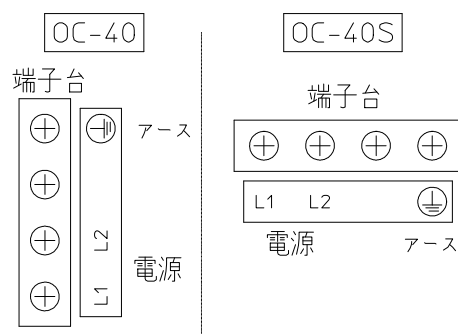 OC-40
端子台
アース
L2
電源
L1
OC-40S
端子台
L1 L2
電源
アース